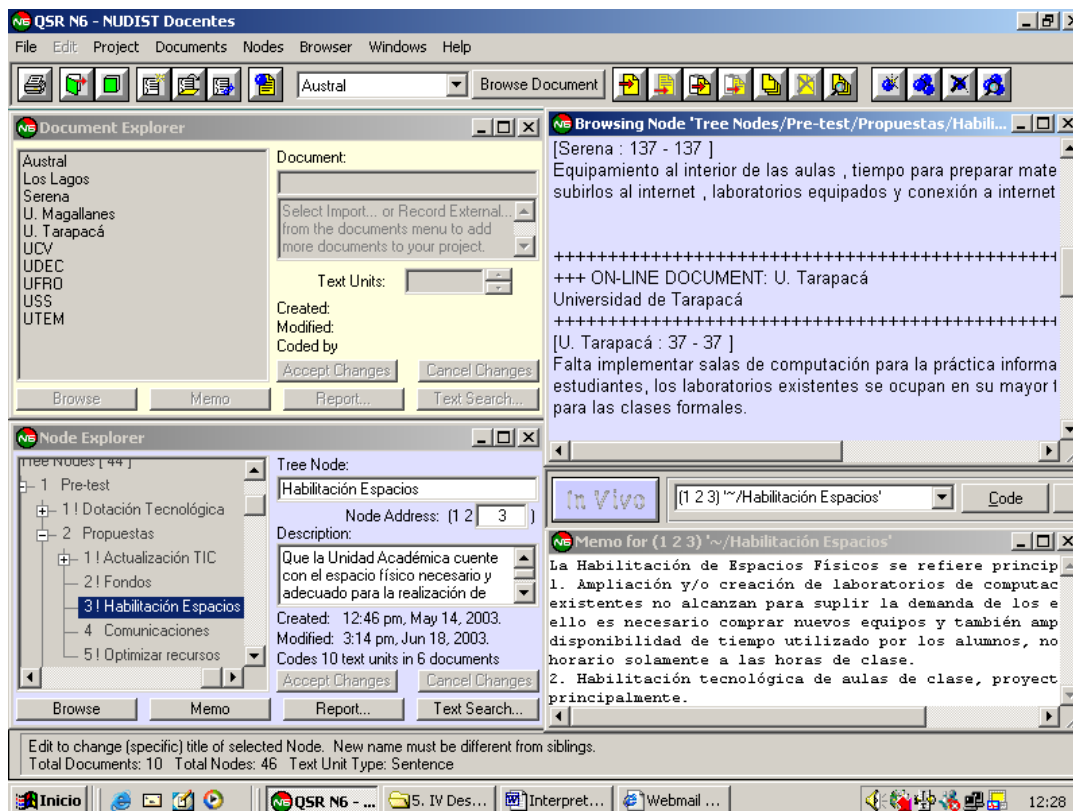 QSR N6 - NUDIST Docentes
File Edit Project Documents Nodes Browser Windows Help
Austral Browse Document
Document Explorer
Austral
Los Lagos
Serena
U. Magallanes
U. Tarapacá
UCV
UDEC
UFRO
USS
UTEM
Document:
Select Import... or Record External...
from the documents menu to add
more documents to your project.
Text Units:
Created:
Modified:
Coded by
Accept Changes Cancel Changes
Browse Memo Report... Text Search...
Browsing Node 'Tree Nodes/Pre-test/Propuestas/Habili...
[Serena : 137 - 137 ]
Equipamiento al interior de las aulas , tiempo para preparar mate
subirlos al internet , laboratorios equipados y conexión a internet
+++++++++++++++++++++++++++++++++++++++++++++
+++ ON-LINE DOCUMENT: U. Tarapacá
Universidad de Tarapacá
+++++++++++++++++++++++++++++++++++++++++++++
[U. Tarapacá : 37 - 37 ]
Falta implementar salas de computación para la práctica informa
estudiantes, los laboratorios existentes se ocupan en su mayor t
para las clases formales.
Node Explorer
Tree Nodes [ 44 ]
1 Pre-test
1 ! Dotación Tecnológica
2 Propuestas
1 ! Actualización TIC
2 ! Fondos
3 ! Habilitación Espacios
4 Comunicaciones
5 ! Optimizar recursos
Tree Node:
Habilitación Espacios
Node Address: (1 2 3 )
Description:
Que la Unidad Académica cuente
con el espacio físico necesario y
adecuado para la realización de
Created: 12:46 pm, May 14, 2003.
Modified: 3:14 pm, Jun 18, 2003.
Codes 10 text units in 6 documents
Accept Changes Cancel Changes
Browse Memo Report... Text Search...
In Vivo (1 2 3) '~/Habilitación Espacios' Code
Memo for (1 2 3) '~/Habilitación Espacios'
La Habilitación de Espacios Físicos se refiere princip
1. Ampliación y/o creación de laboratorios de computac
existentes no alcanzan para suplir la demanda de los e
ello es necesario comprar nuevos equipos y también amp
disponibilidad de tiempo utilizado por los alumnos, no
horario solamente a las horas de clase.
2. Habilitación tecnológica de aulas de clase, proyect
principalmente.
Edit to change (specific) title of selected Node. New name must be different from siblings.
Total Documents: 10 Total Nodes: 46 Text Unit Type: Sentence
Inicio QSR N6 - ... 5. IV Des... Interpret... Webmail ... 12:28